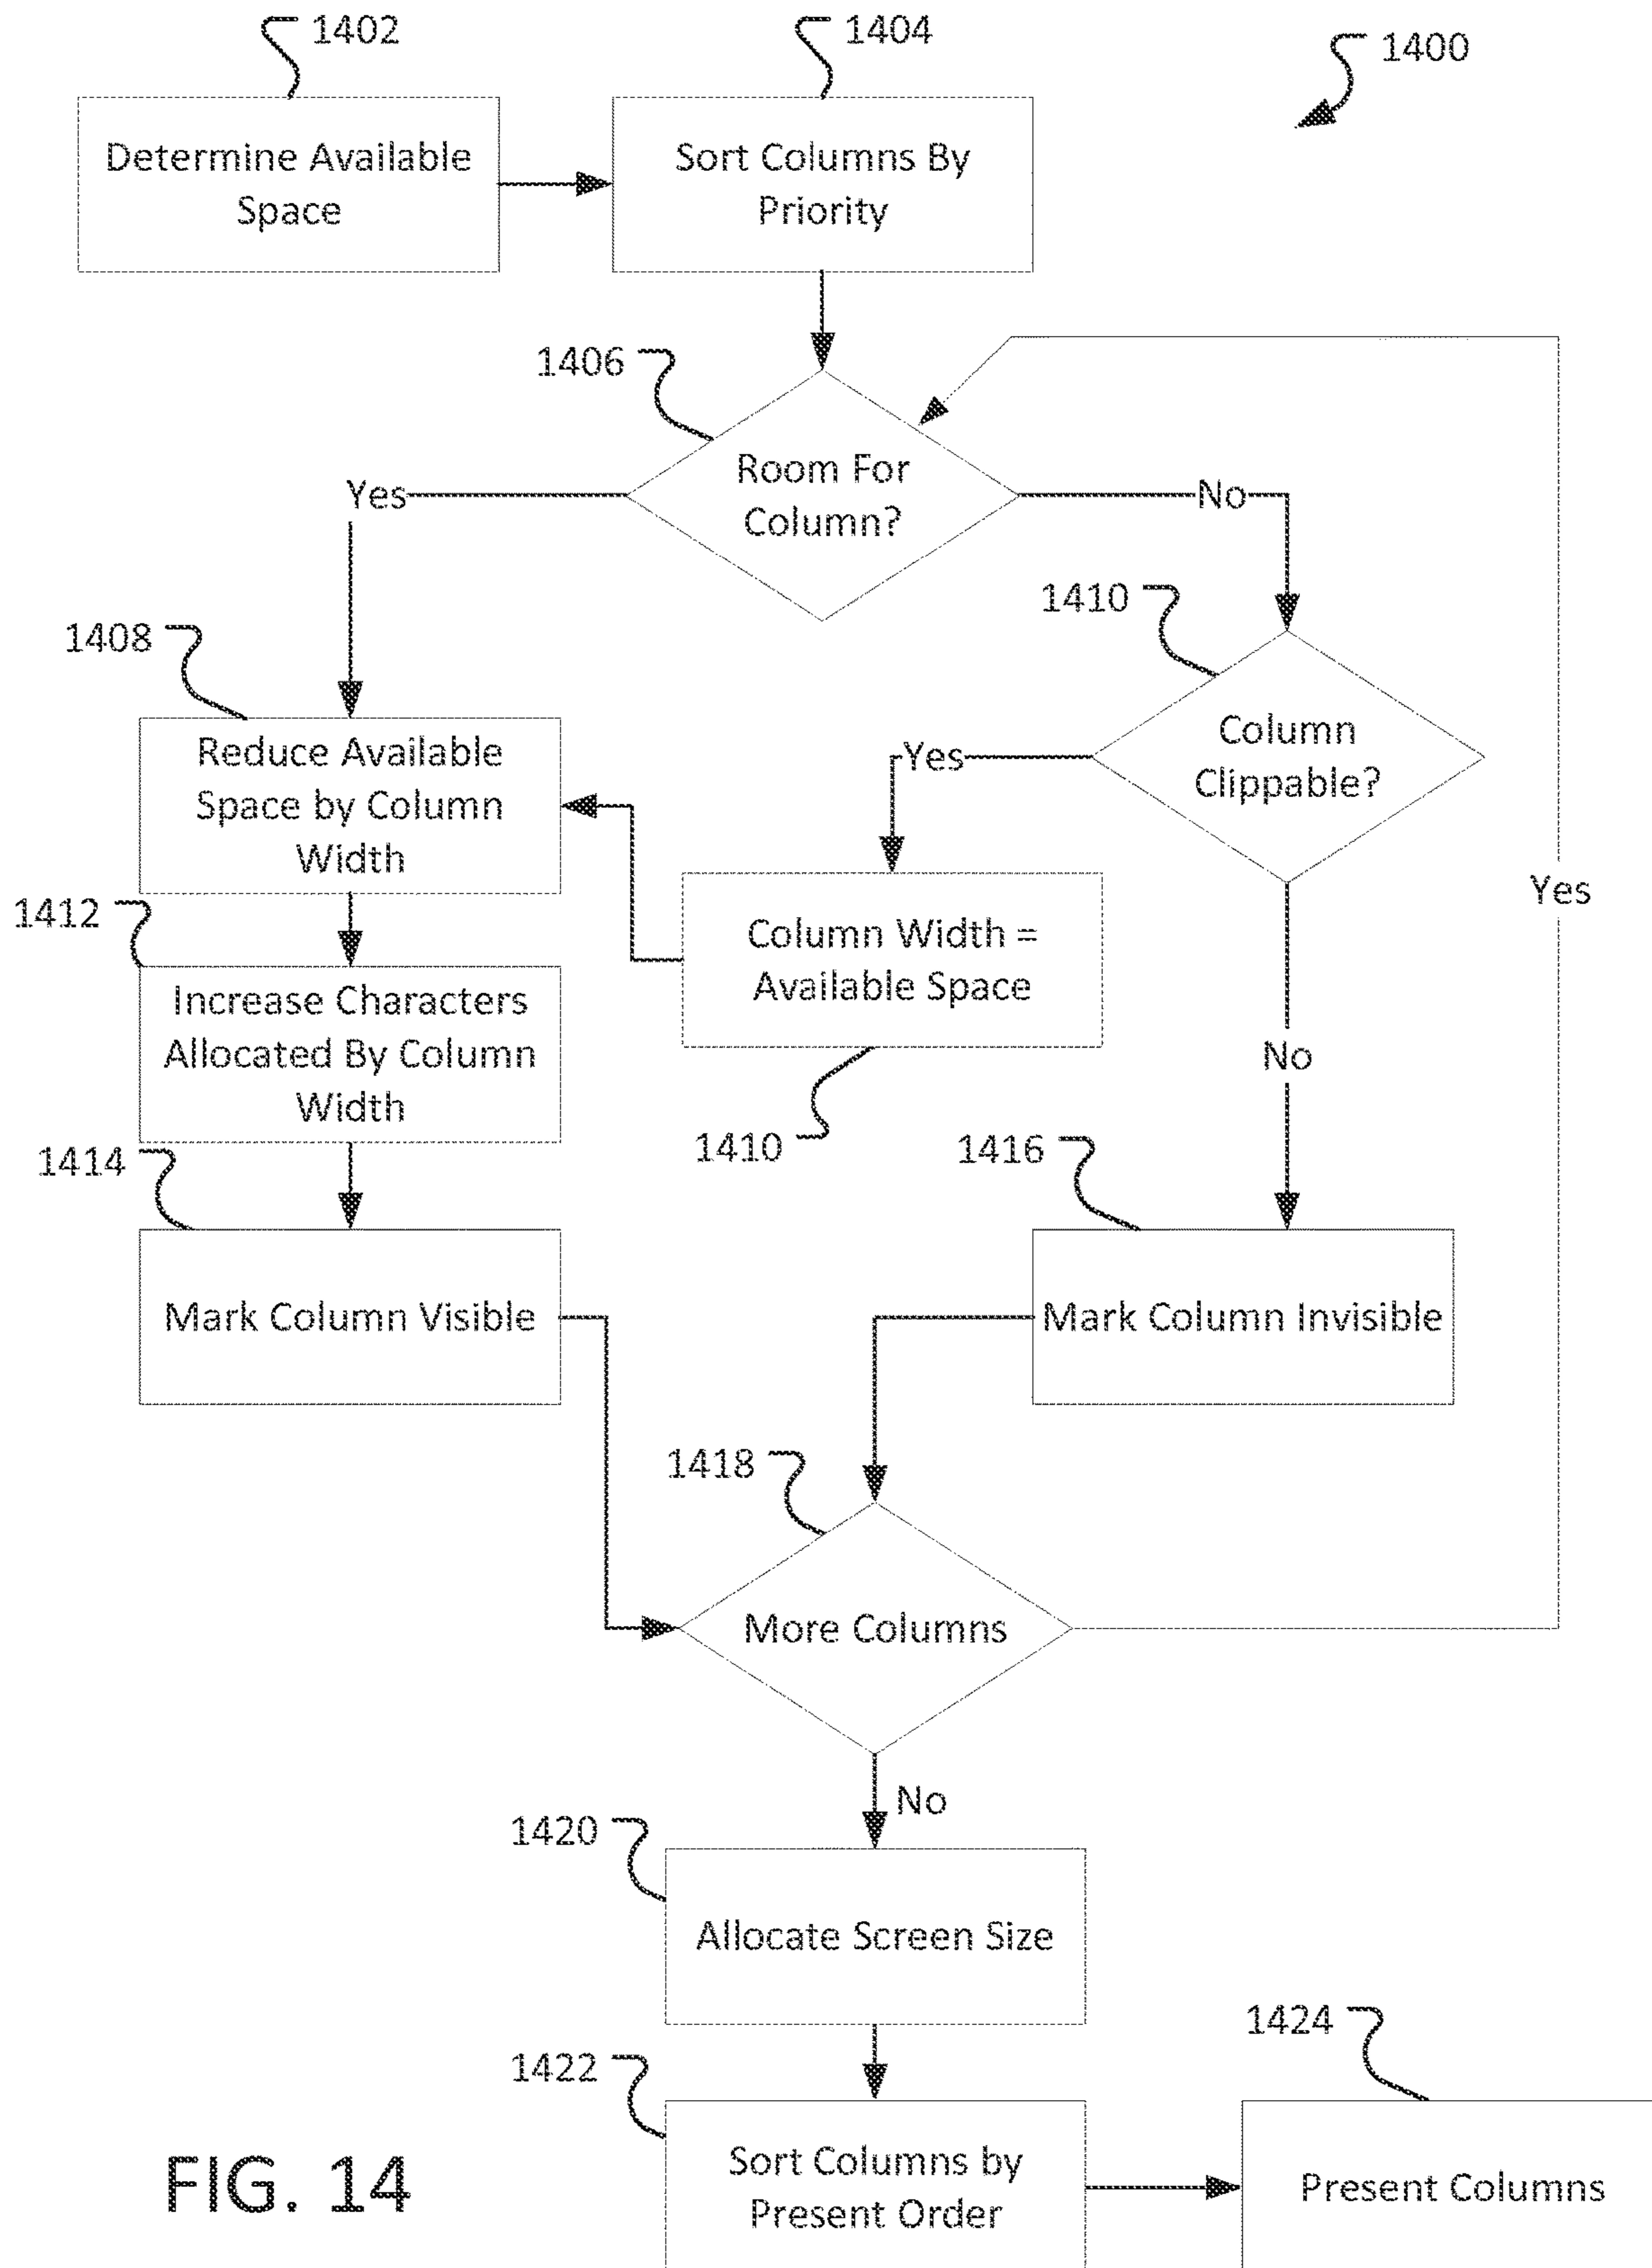 1402
1404
1400
Determine Available
Space
Sort Columns By
Priority
1406
Room For
Column?
Yes
No
1408
1410
Reduce Available
Space by Column
Width
Column
Clippable?
Yes
Yes
1412
Column Width =
Available Space
Increase Characters
Allocated By Column
Width
No
1410
1414
1416
Mark Column Visible
Mark Column Invisible
1418
More Columns
No
1420
Allocate Screen Size
1422
1424
Sort Columns by
Present Order
Present Columns
FIG. 14